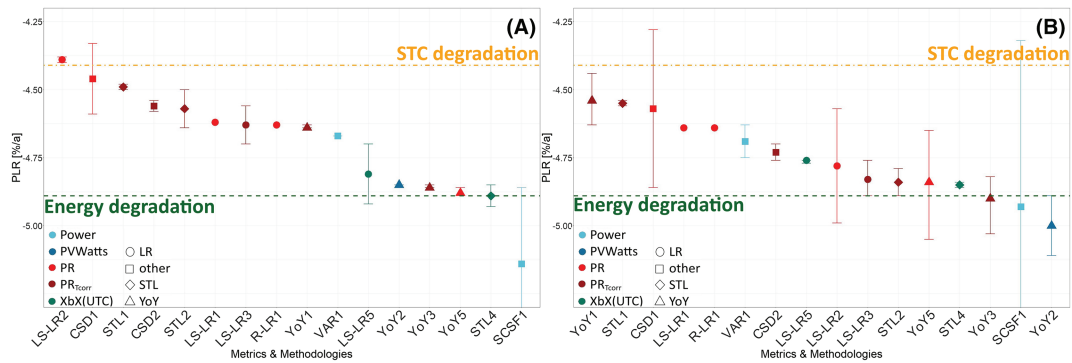 (A)
-4.25
-4.50
-4.75
-5.00
PLR [%/a]
STC degradation
Energy degradation
Power
PVWatts
PR
PRTcorr
XbX(UTC)
LR
other
STL
YoY
LS-LR2
CSD1
STL1
CSD2
STL2
LS-LR1
LS-LR3
R-LR1
YoY1
VAR1
LS-LR5
YoY2
YoY3
YoY5
STL4
SCSF1
Metrics & Methodologies
(B)
-4.25
-4.50
-4.75
-5.00
PLR [%/a]
STC degradation
Energy degradation
Power
PVWatts
PR
PRTcorr
XbX(UTC)
LR
other
STL
YoY
YoY1
STL1
CSD1
LS-LR1
R-LR1
VAR1
CSD2
LS-LR5
LS-LR2
LS-LR3
STL2
YoY5
STL4
YoY3
SCSF1
YoY2
Metrics & Methodologies